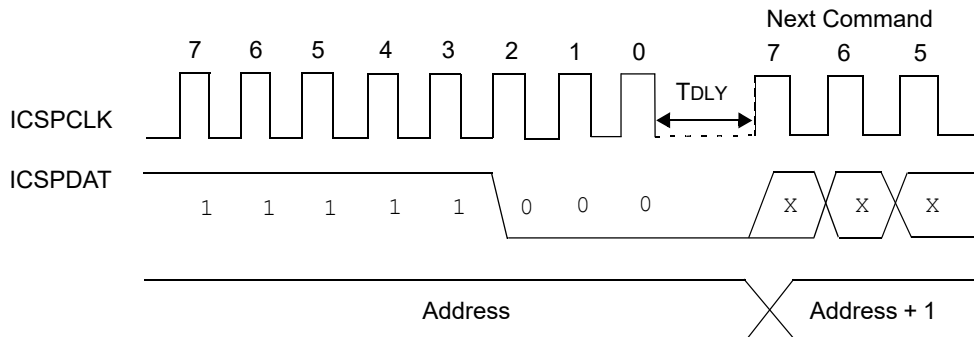 Next Command
7 6 5 4 3 2 1 0 7 6 5
TDLY
ICSPCLK
ICSPDAT
1 1 1 1 1 0 0 0 X X X
Address Address + 1